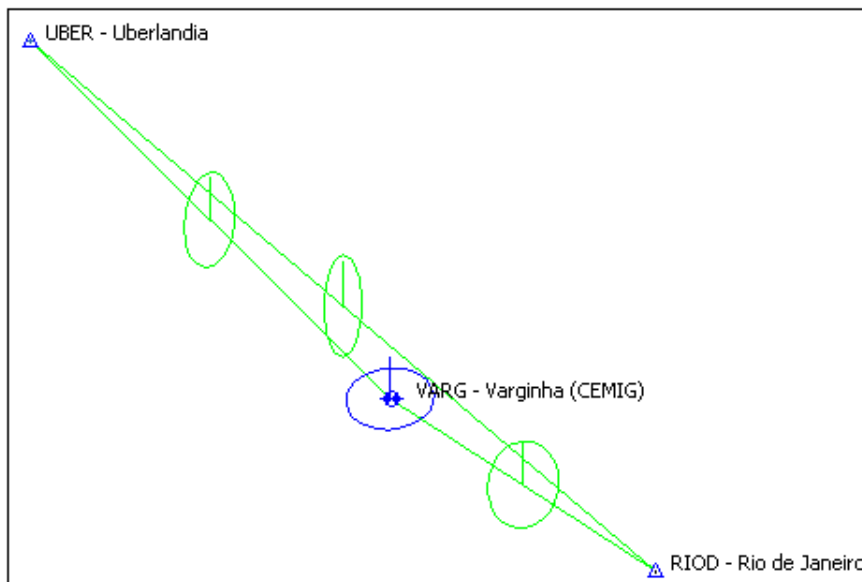 UBER - Uberlandia
VARG - Varginha (CEMIG)
RIOD - Rio de Janeiro